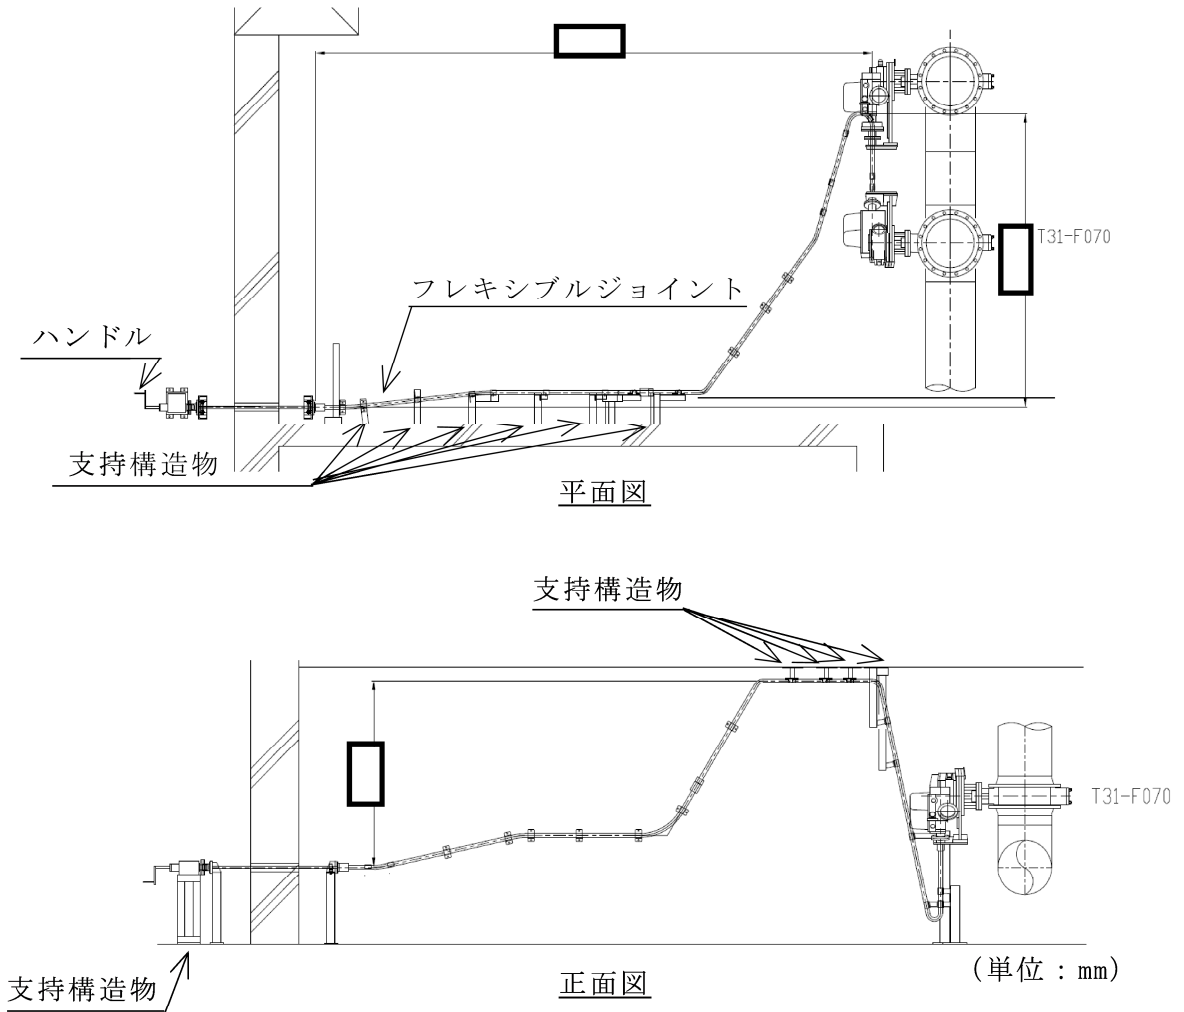 T31-F070
フレキシブルジョイント
ハンドル
支持構造物
平面図
支持構造物
T31-F070
支持構造物
正面図
(単位:mm)